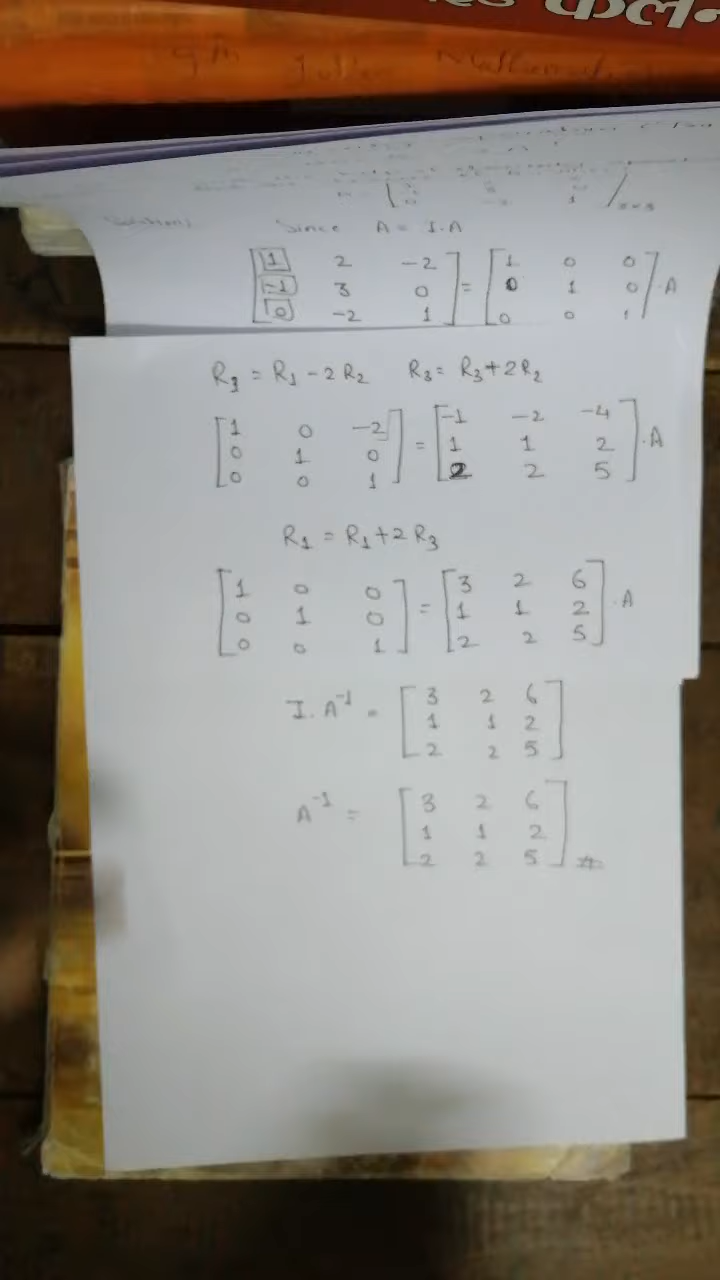 कलन
Since A = I.A
[1 2 -2; -1 3 0; 0 -2 1] = [1 0 0; 0 1 0; 0 0 1] .A
R1 = R1 - 2R2 R3 = R3 + 2R2
[1 0 -2; 0 1 0; 0 0 1] = [-1 -2 -4; 1 1 2; 2 2 5] .A
R1 = R1 + 2R3
[1 0 0; 0 1 0; 0 0 1] = [3 2 6; 1 1 2; 2 2 5] .A
I. A^-1 = [3 2 6; 1 1 2; 2 2 5]
A^-1 = [3 2 6; 1 1 2; 2 2 5] #